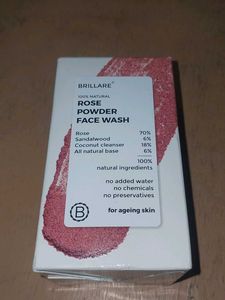 BRILLARE®
100% NATURAL
ROSE
POWDER
FACE WASH
Rose 70%
Sandalwood 6%
Coconut cleanser 18%
All natural base 6%
100%
natural ingredients
no added water
no chemicals
no preservatives
for ageing skin
B